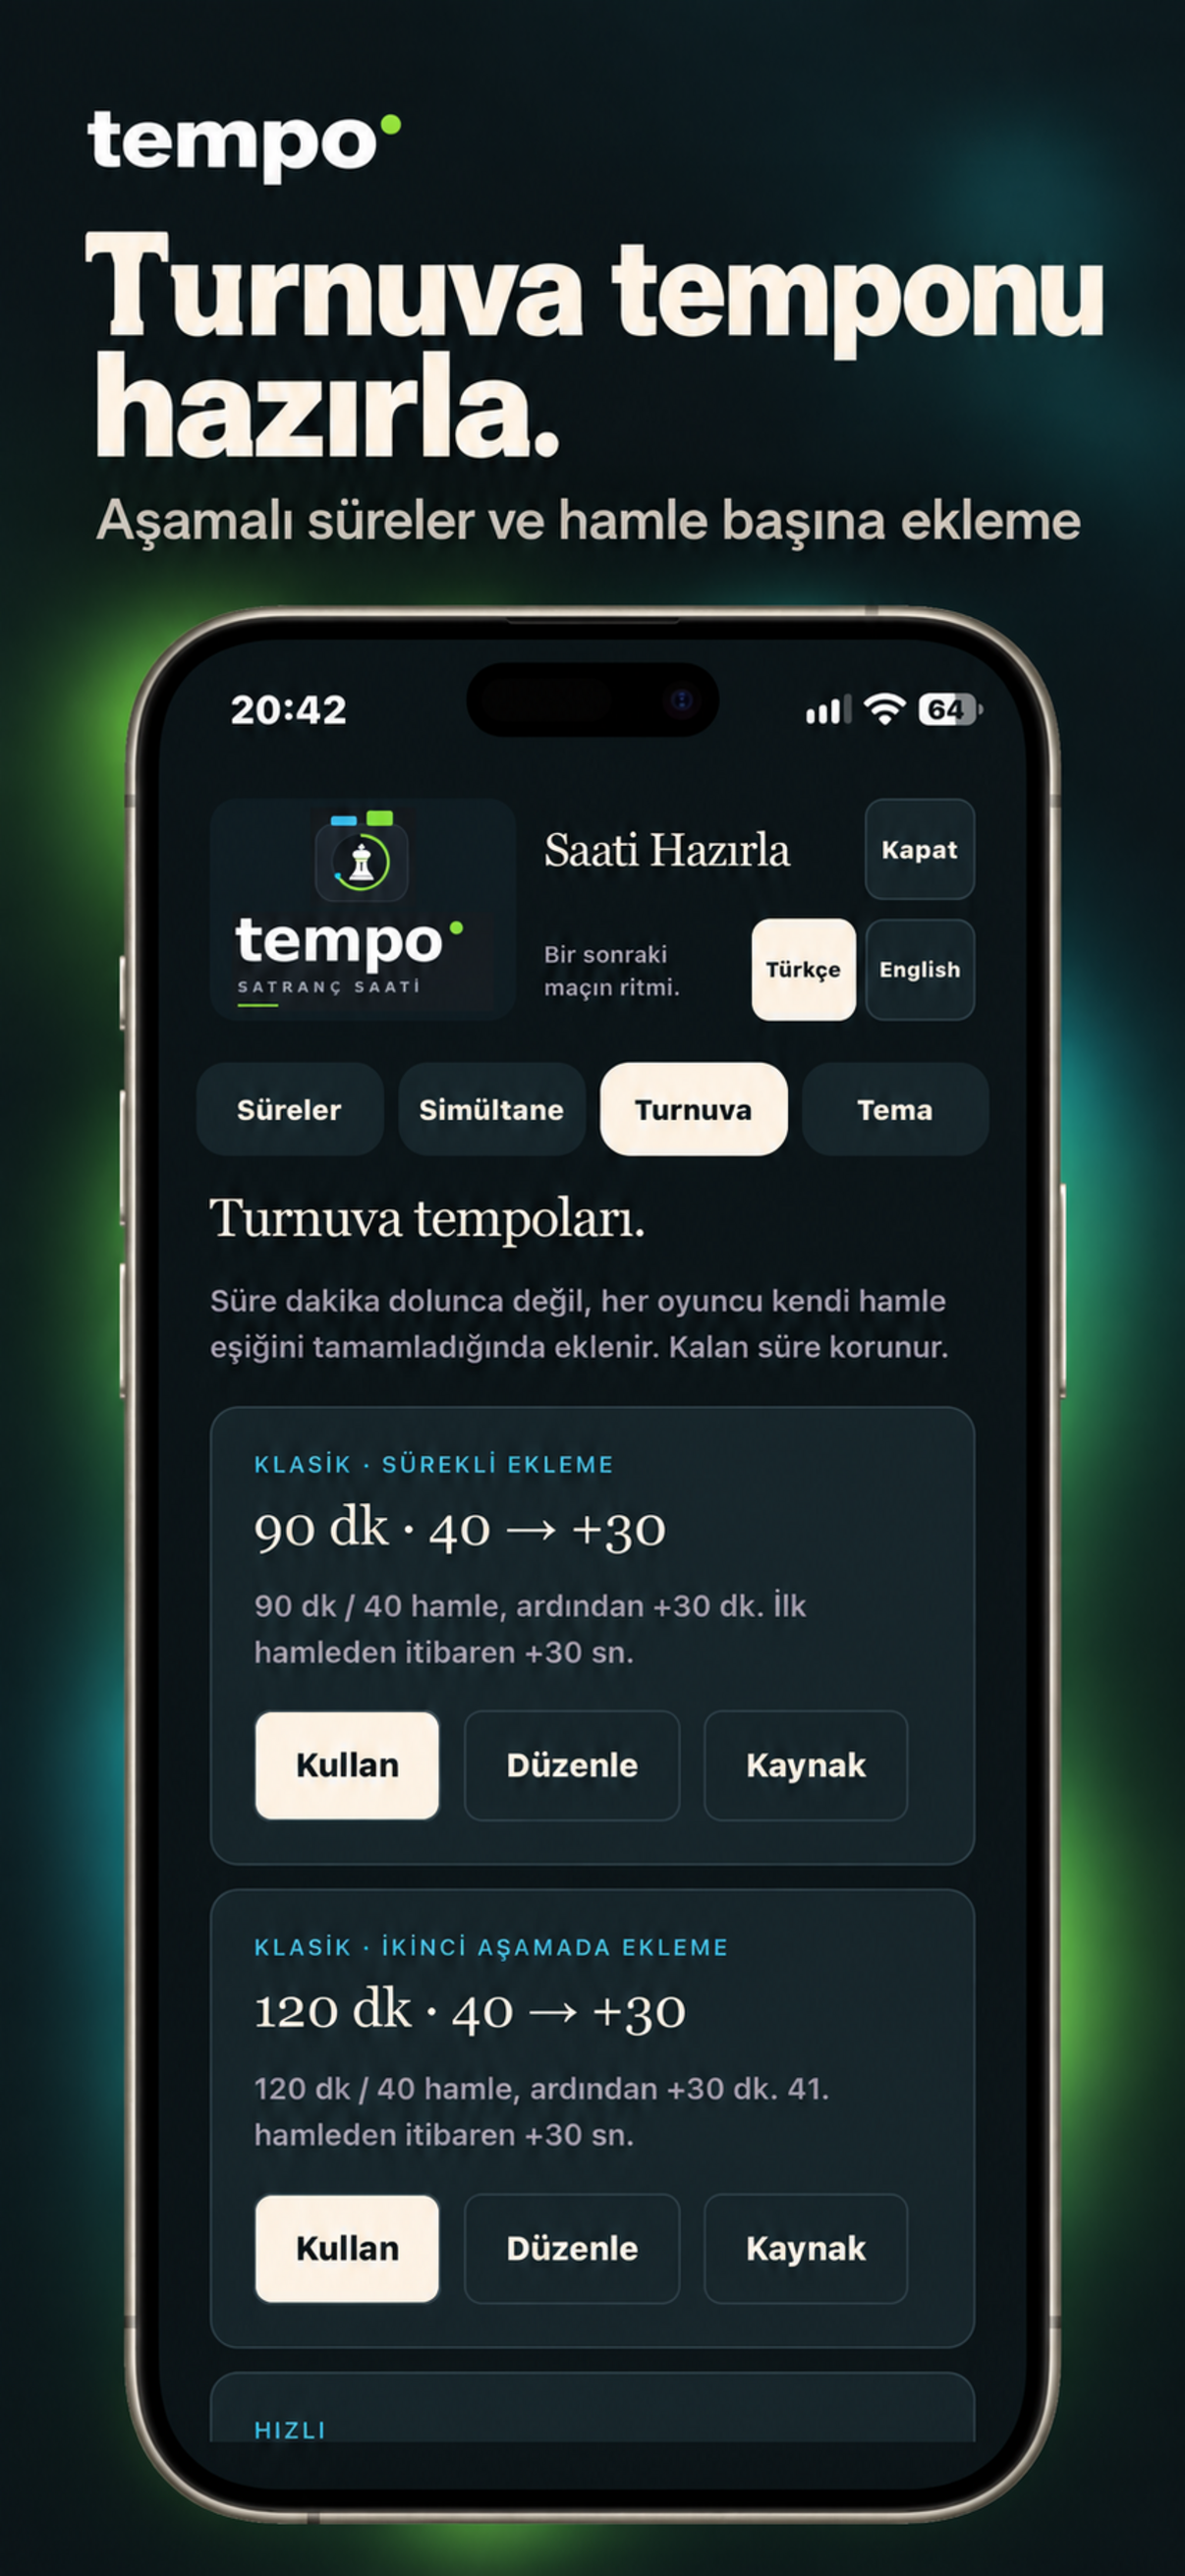 tempo
Turnuva temponu
hazırla.
Aşamalı süreler ve hamle başına ekleme
20:42
64
tempo
SATRANÇ SAATİ
Saati Hazırla
Kapat
Bir sonraki
maçın ritmi.
Türkçe
English
Süreler
Simültane
Turnuva
Tema
Turnuva tempoları.
Süre dakika dolunca değil, her oyuncu kendi hamle
eşiğini tamamladığında eklenir. Kalan süre korunur.
KLASİK · SÜREKLİ EKLEME
90 dk · 40 → +30
90 dk / 40 hamle, ardından +30 dk. İlk
hamleden itibaren +30 sn.
Kullan
Düzenle
Kaynak
KLASİK · İKİNCİ AŞAMADA EKLEME
120 dk · 40 → +30
120 dk / 40 hamle, ardından +30 dk. 41.
hamleden itibaren +30 sn.
Kullan
Düzenle
Kaynak
HIZLI